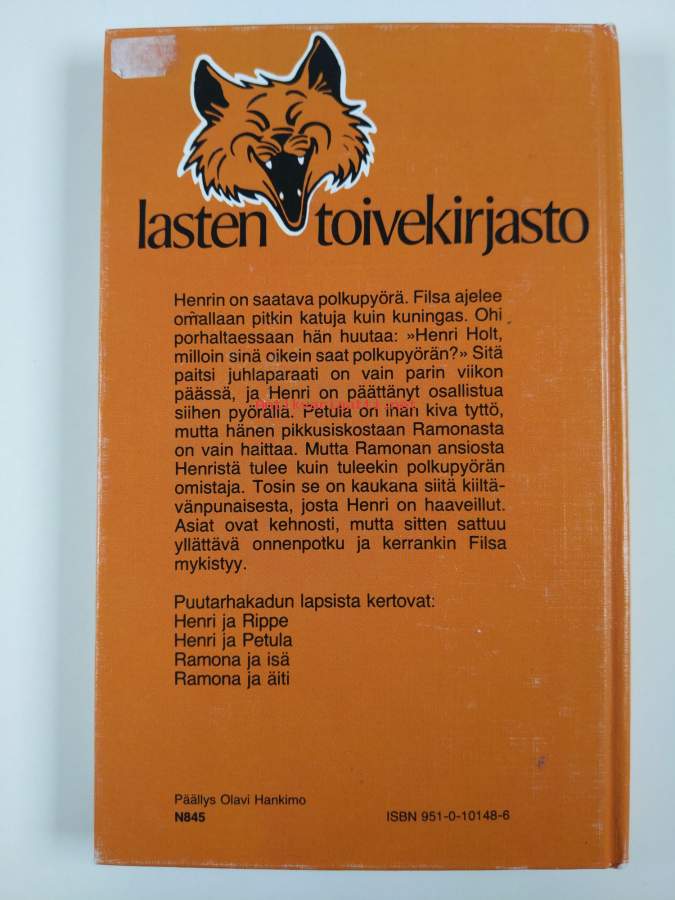 lasten toivekirjasto
Henrin on saatava polkupyörä. Filsa ajelee
omallaan pitkin katuja kuin kuningas. Ohi
porhaltaessaan hän huutaa: »Henri Holt,
milloin sinä oikein saat polkupyörän?» Sitä
paitsi juhlaparaati on vain parin viikon
päässä, ja Henri on päättänyt osallistua
siihen pyörällä. Petula on ihan kiva tyttö,
mutta hänen pikkusiskostaan Ramonasta
on vain haittaa. Mutta Ramonan ansiosta
Henristä tulee kuin tuleekin polkupyörän
omistaja. Tosin se on kaukana siitä kiiltä-
vänpunaisesta, josta Henri on haaveillut.
Asiat ovat kehnosti, mutta sitten sattuu
yllättävä onnenpotku ja kerrankin Filsa
mykistyy.
Puutarhakadun lapsista kertovat:
Henri ja Rippe
Henri ja Petula
Ramona ja isä
Ramona ja äiti
Päällys Olavi Hankimo
N845 ISBN 951-0-10148-6